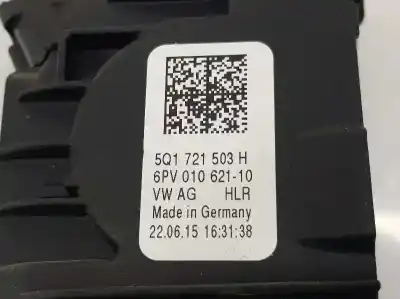 5Q1 721 503 H
6PV 010 621-10
VW AG HLR
Made in Germany
22.06.15 16:31:38